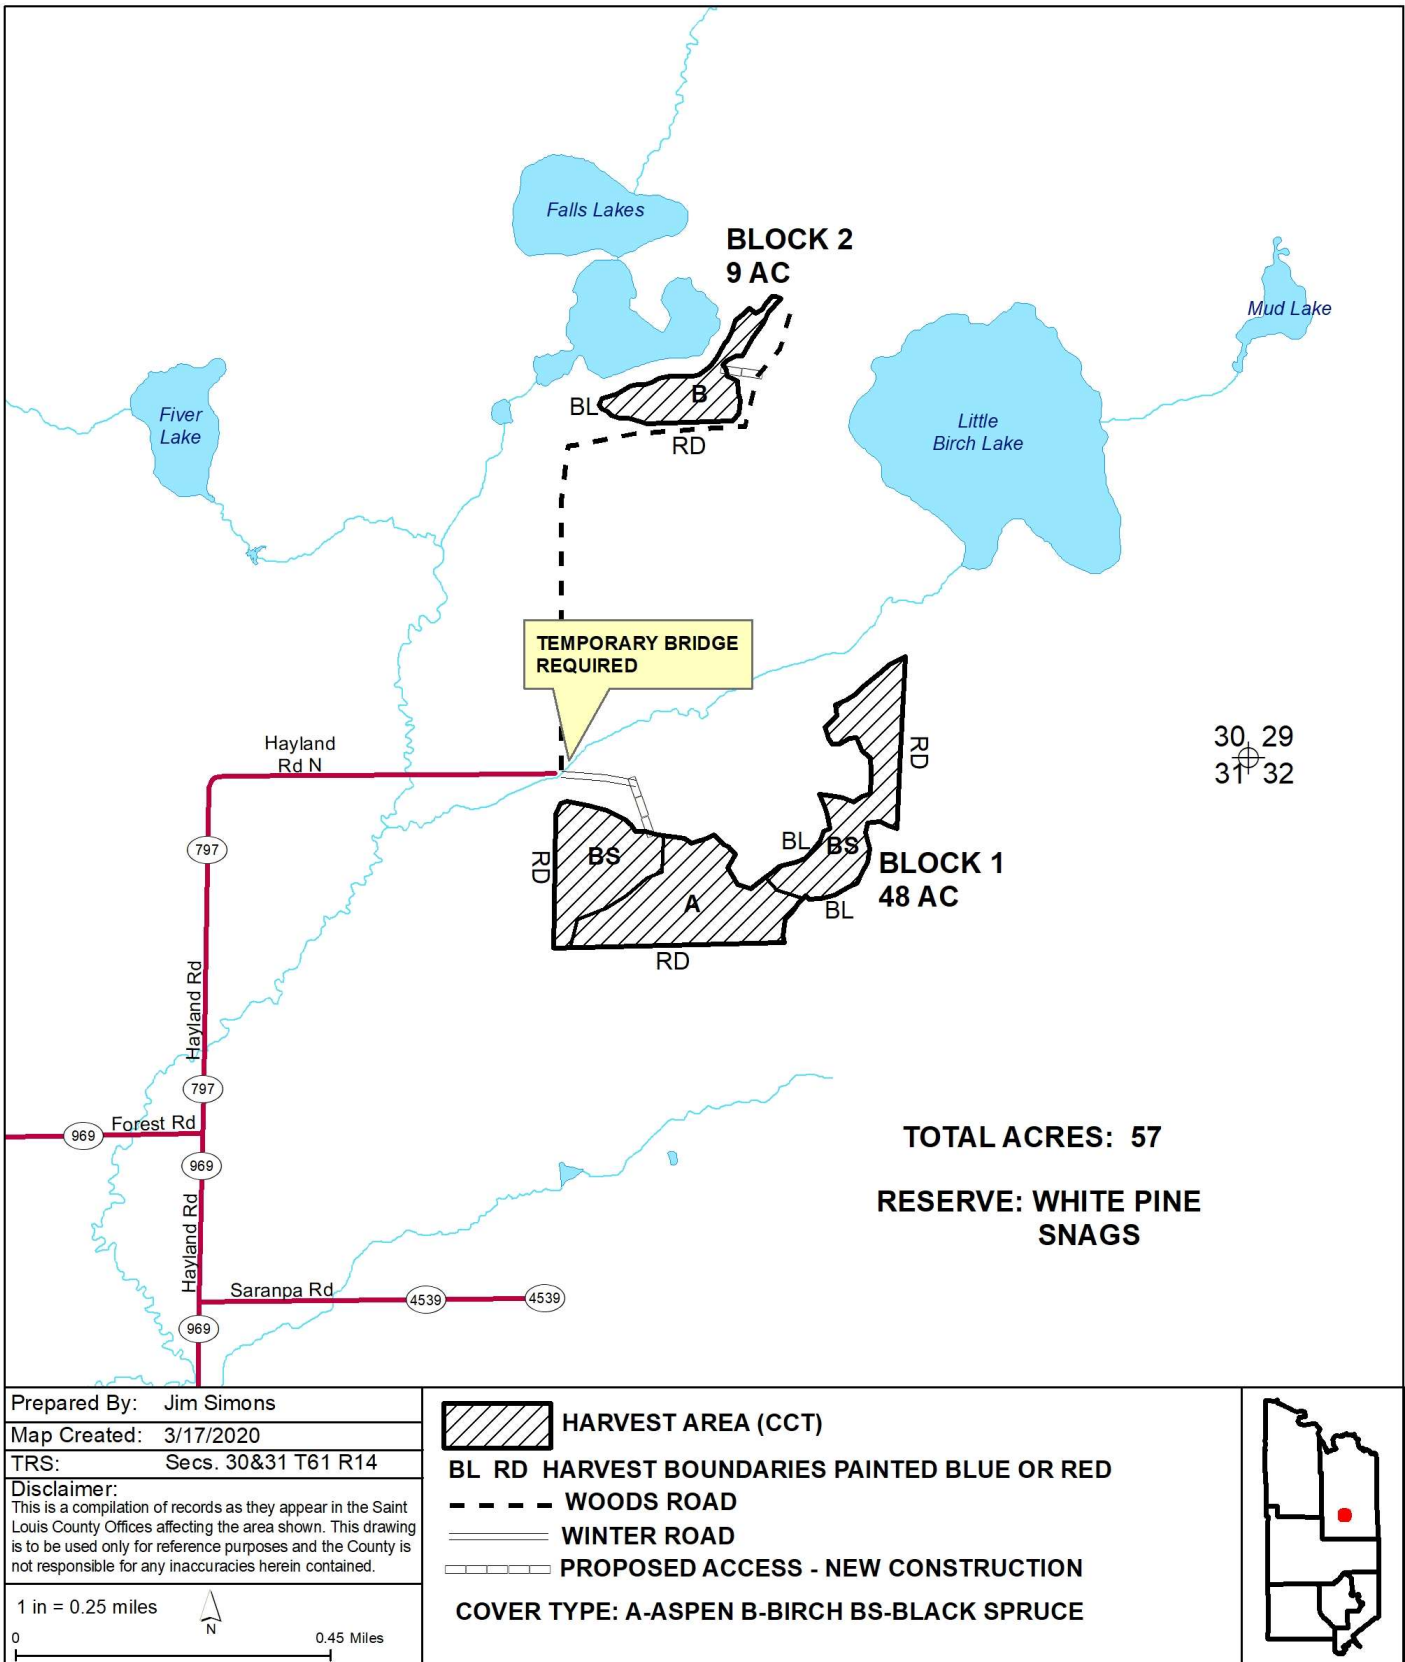 Falls Lakes
BLOCK 2
9 AC
Mud Lake
Fiver
Lake
BL
B
RD
Little
Birch Lake
TEMPORARY BRIDGE
REQUIRED
Hayland
Rd N
RD
30 29
31 32
797
RD
BS
BL
BS
BLOCK 1
48 AC
A
BL
RD
Hayland Rd
797
Forest Rd
969
969
TOTAL ACRES: 57
RESERVE: WHITE PINE
SNAGS
Hayland Rd
Saranpa Rd
4539
4539
969
Prepared By: Jim Simons
Map Created: 3/17/2020
TRS: Secs. 30&31 T61 R14
Disclaimer:
This is a compilation of records as they appear in the Saint
Louis County Offices affecting the area shown. This drawing
is to be used only for reference purposes and the County is
not responsible for any inaccuracies herein contained.
1 in = 0.25 miles
N
0 0.45 Miles
HARVEST AREA (CCT)
BL RD HARVEST BOUNDARIES PAINTED BLUE OR RED
WOODS ROAD
WINTER ROAD
PROPOSED ACCESS - NEW CONSTRUCTION
COVER TYPE: A-ASPEN B-BIRCH BS-BLACK SPRUCE